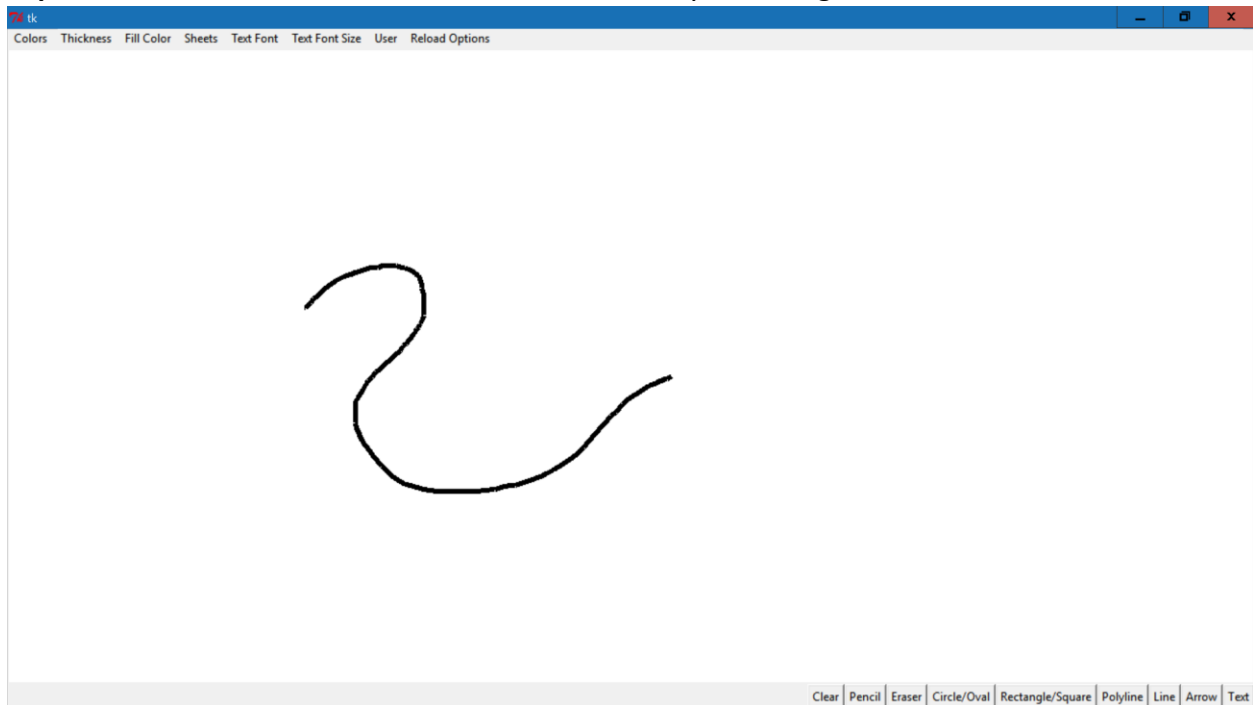 tk
Colors Thickness Fill Color Sheets Text Font Text Font Size User Reload Options
Clear Pencil Eraser Circle/Oval Rectangle/Square Polyline Line Arrow Text